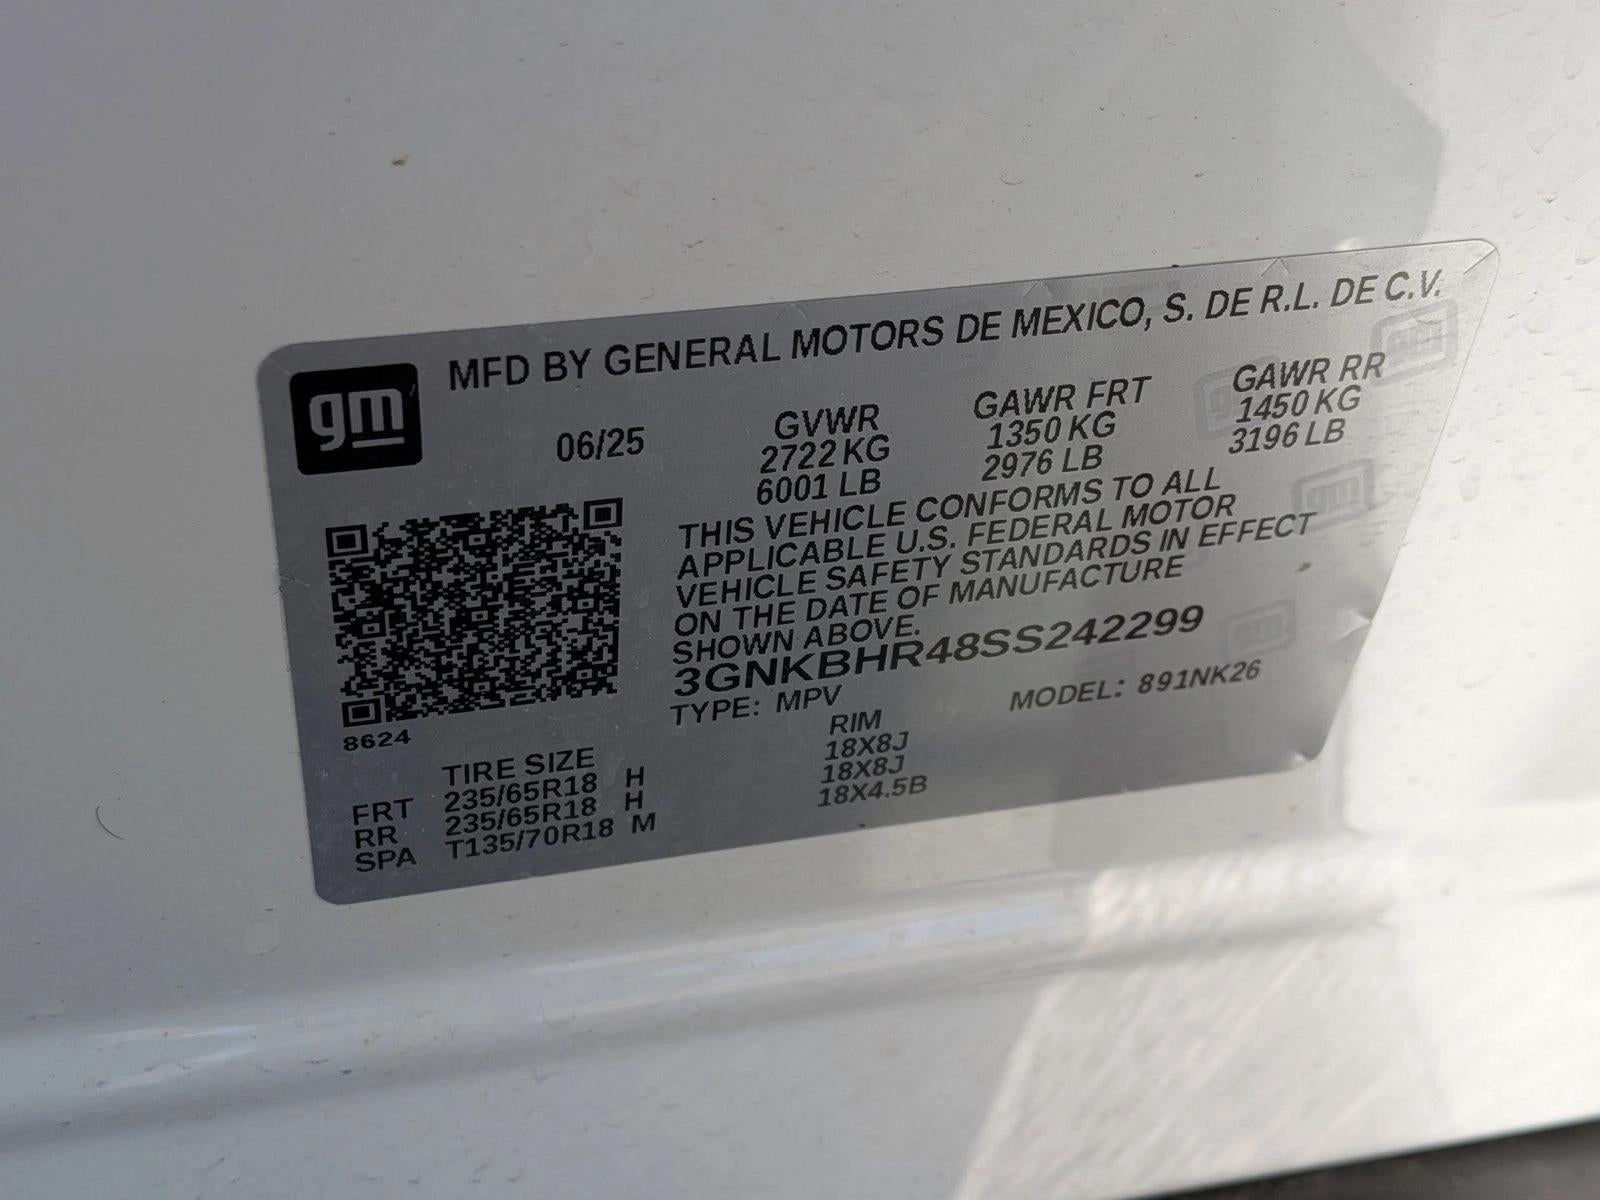 MFD BY GENERAL MOTORS DE MEXICO, S. DE R.L. DE C.V.
gm
06/25
GVWR GAWR FRT GAWR RR
2722 KG 1350 KG 1450 KG
6001 LB 2976 LB 3196 LB
THIS VEHICLE CONFORMS TO ALL
APPLICABLE U.S. FEDERAL MOTOR
VEHICLE SAFETY STANDARDS IN EFFECT
ON THE DATE OF MANUFACTURE
SHOWN ABOVE.
3GNKBHR48SS242299
TYPE: MPV MODEL: 891NK26
8624
TIRE SIZE RIM
FRT 235/65R18 H 18X8J
RR 235/65R18 H 18X8J
SPA T135/70R18 M 18X4.5B